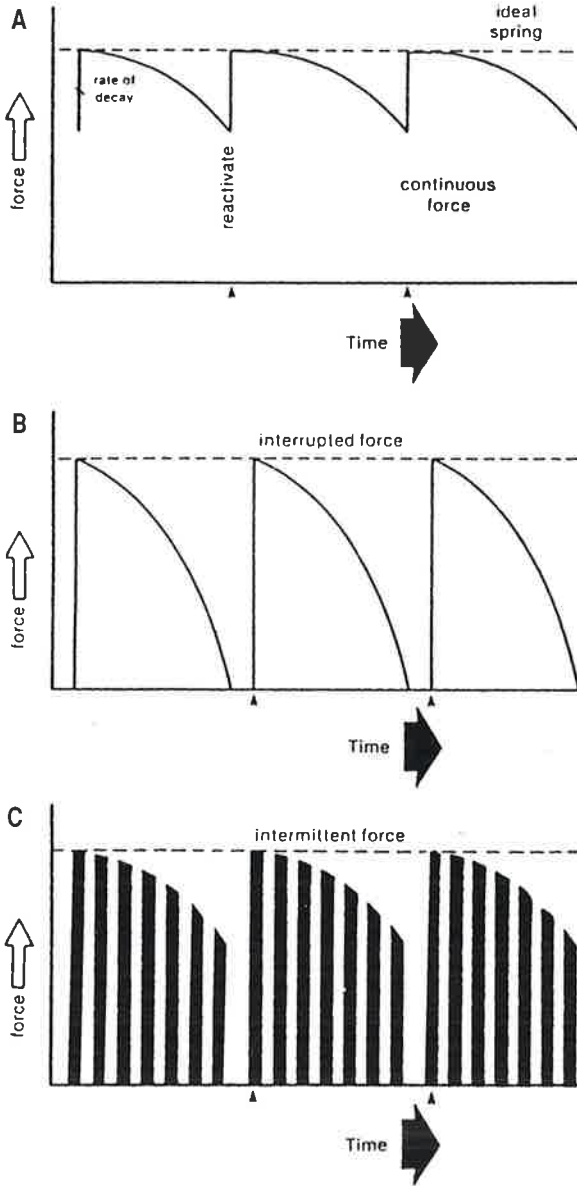 A
ideal
spring
rate of
decay
force
reactivate
continuous
force
Time
B
interrupted force
force
Time
C
intermittent force
force
Time